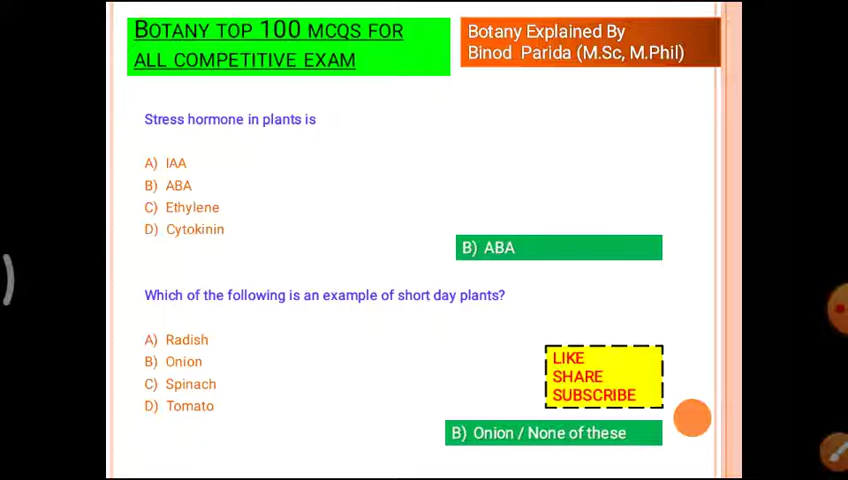 BOTANY TOP 100 MCQS FOR
ALL COMPETITIVE EXAM
Botany Explained By
Binod Parida (M.Sc, M.Phil)
Stress hormone in plants is
A) IAA
B) ABA
C) Ethylene
D) Cytokinin
B) ABA
Which of the following is an example of short day plants?
A) Radish
B) Onion
C) Spinach
D) Tomato
LIKE
SHARE
SUBSCRIBE
B) Onion / None of these